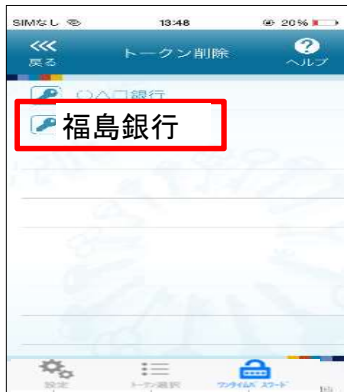 SIMなし 13:48 20%
<<< トークン削除 ?
戻る ヘルプ
○△□銀行
福島銀行
設定 トークン選択 ワンタイムパスワード